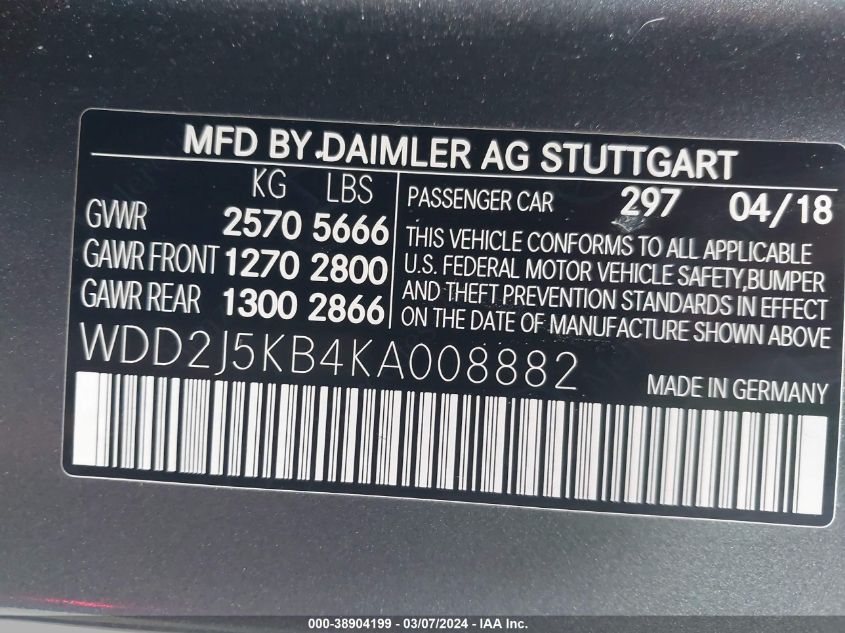 MFD BY DAIMLER AG STUTTGART
KG LBS
GVWR 2570 5666
GAWR FRONT 1270 2800
GAWR REAR 1300 2866
PASSENGER CAR 297 04/18
THIS VEHICLE CONFORMS TO ALL APPLICABLE
U.S. FEDERAL MOTOR VEHICLE SAFETY, BUMPER
AND THEFT PREVENTION STANDARDS IN EFFECT
ON THE DATE OF MANUFACTURE SHOWN ABOVE
WDD2J5KB4KA008882
MADE IN GERMANY
000-38904199 - 03/07/2024 - IAA Inc.